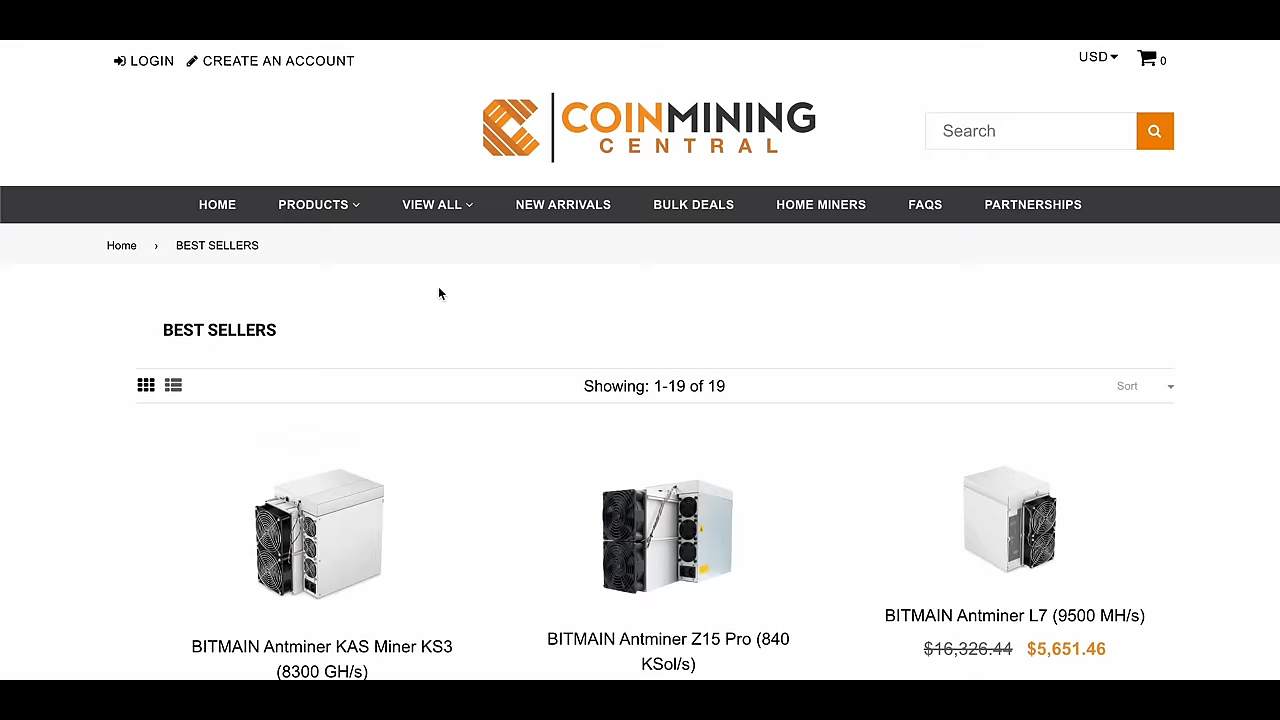 LOGIN CREATE AN ACCOUNT
USD
0
COINMINING
CENTRAL
Search
HOME PRODUCTS VIEW ALL NEW ARRIVALS BULK DEALS HOME MINERS FAQS PARTNERSHIPS
Home › BEST SELLERS
BEST SELLERS
Showing: 1-19 of 19
Sort
BITMAIN Antminer KAS Miner KS3
(8300 GH/s)
BITMAIN Antminer Z15 Pro (840
KSol/s)
BITMAIN Antminer L7 (9500 MH/s)
$16,326.44 $5,651.46